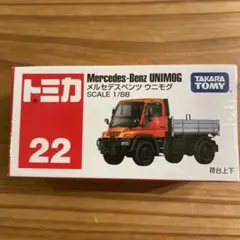 トミカ
22
Mercedes-Benz UNIMOG
メルセデスベンツ ウニモグ
SCALE 1/88
TAKARA
TOMY
荷台上下